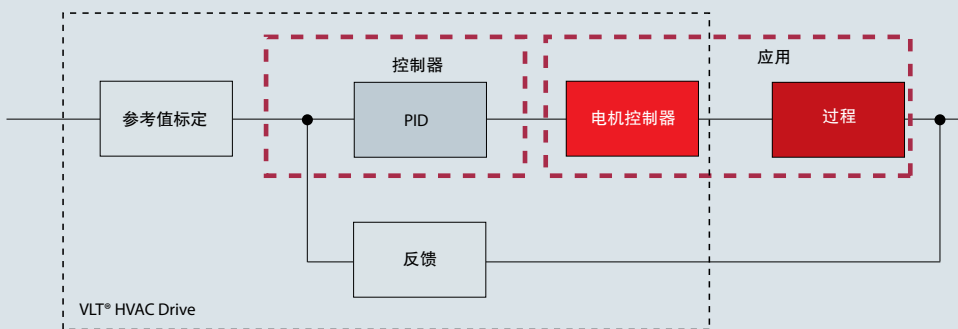 控制器
应用
参考值标定
PID
电机控制器
过程
反馈
VLT® HVAC Drive